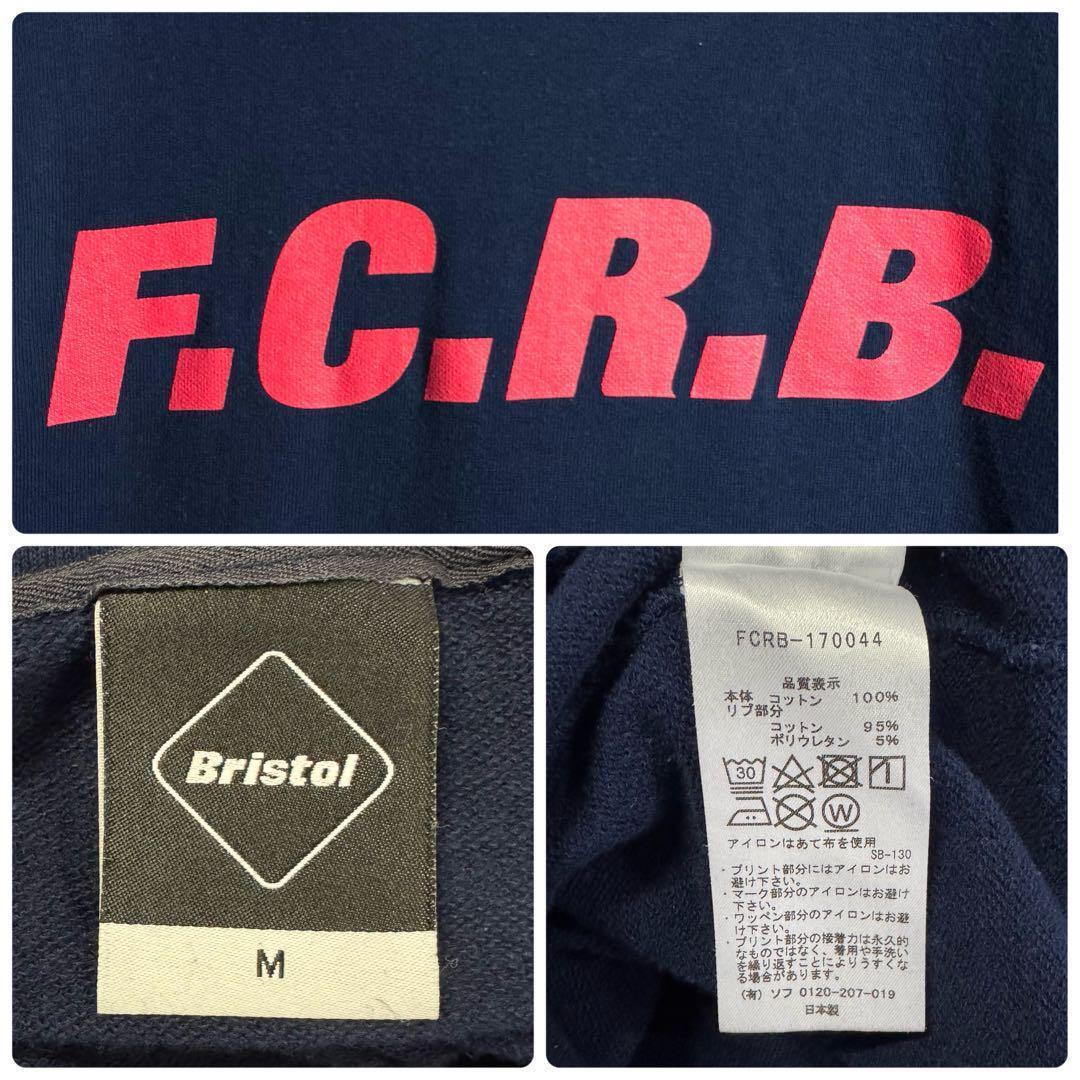 F.C.R.B.
Bristol
M
FCRB-170044
品質表示
本体 コットン 100%
リブ部分
コットン 95%
ポリウレタン 5%
30
W
アイロンはあて布を使用
SB-130
・プリント部分にはアイロンはお
避け下さい。
・マーク部分のアイロンはお避け
下さい。
・ワッペン部分のアイロンはお避
け下さい。
・プリント部分の接着力は永久的
なものではなく、着用や手洗い
を繰り返すことによりうすくな
る場合があります。
(有) ソフ 0120-207-019
日本製